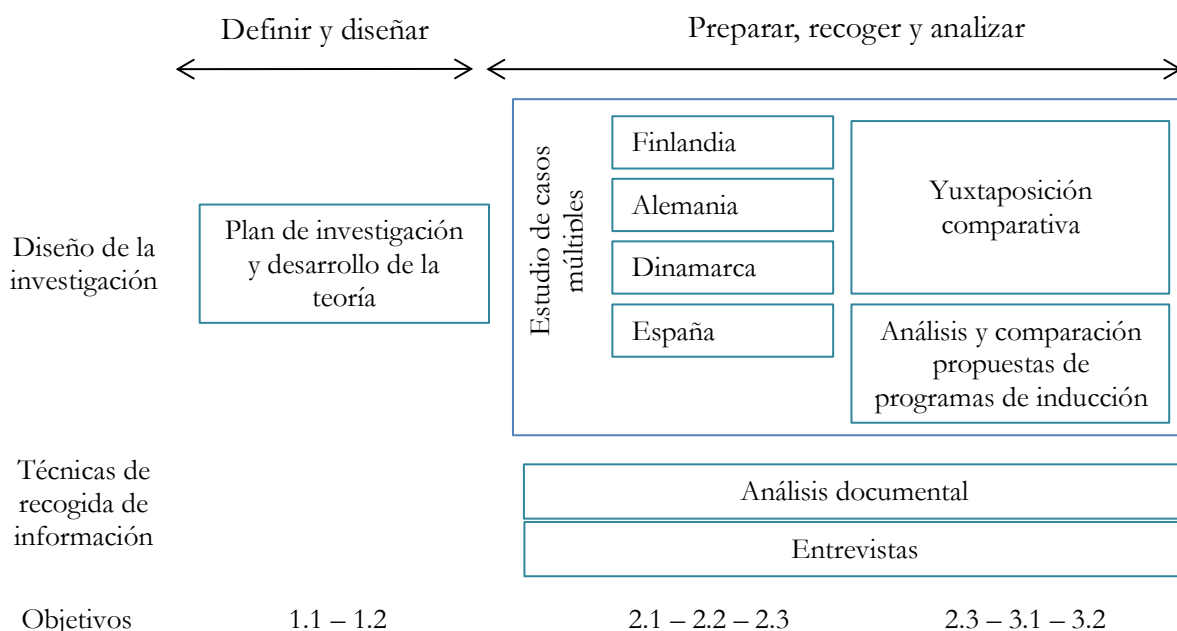 Definir y diseñar
Preparar, recoger y analizar
Diseño de la
investigación
Plan de investigación
y desarrollo de la
teoría
Estudio de casos
múltiples
Finlandia
Alemania
Dinamarca
España
Yuxtaposición
comparativa
Análisis y comparación
propuestas de
programas de inducción
Técnicas de
recogida de
información
Análisis documental
Entrevistas
Objetivos
1.1 – 1.2
2.1 – 2.2 – 2.3
2.3 – 3.1 – 3.2